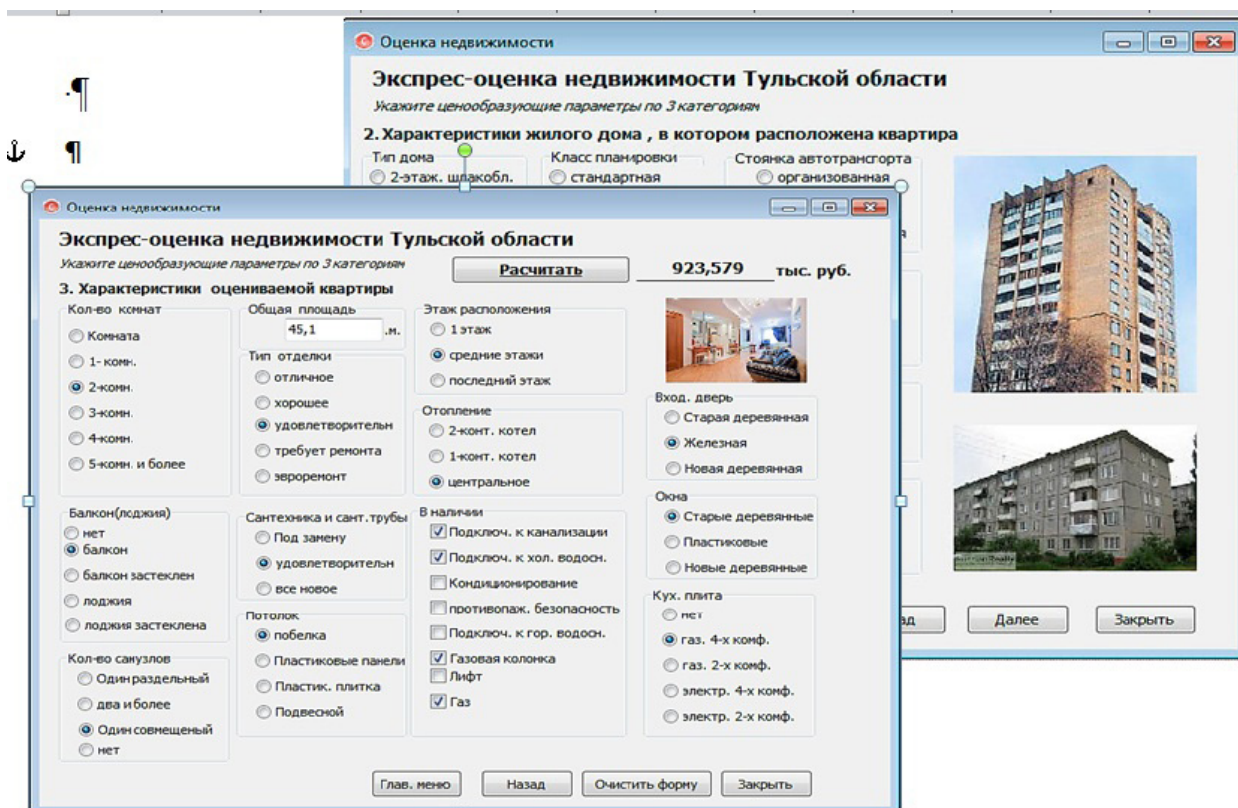 Оценка недвижимости
Экспрес-оценка недвижимости Тульской области
Укажите ценообразующие параметры по 3 категориям
2. Характеристики жилого дома , в котором расположена квартира
Тип дома
Класс планировки
Стоянка автотранспорта
2-этаж. шлакобл.
стандартная
организованная
Далее
Закрыть
Оценка недвижимости
Экспрес-оценка недвижимости Тульской области
Укажите ценообразующие параметры по 3 категориям
Расчитать
923,579 тыс. руб.
3. Характеристики оцениваемой квартиры
Кол-во комнат
Комната
1- комн.
2-комн.
3-комн.
4-комн.
5-комн. и более
Балкон(лоджия)
нет
балкон
балкон застеклен
лоджия
лоджия застеклена
Кол-во санузлов
Один раздельный
два и более
Один совмещеный
нет
Общая площадь
45,1 .м.
Тип отделки
отличное
хорошее
удовлетворительн
требует ремонта
эвроремонт
Сантехника и сант.трубы
Под замену
удовлетворительн
все новое
Потолок
побелка
Пластиковые панели
Пластик. плитка
Подвесной
Этаж расположения
1 этаж
средние этажи
последний этаж
Отопление
2-конт. котел
1-конт. котел
центральное
В наличии
Подключ. к канализации
Подключ. к хол. водосн.
Кондиционирование
противопаж. безопасность
Подключ. к гор. водосн.
Газовая колонка
Лифт
Газ
Вход. дверь
Старая деревянная
Железная
Новая деревянная
Окна
Старые деревянные
Пластиковые
Новые деревянные
Кух. плита
нет
газ. 4-х комф.
газ. 2-х комф.
электр. 4-х комф.
электр. 2-х комф.
Глав. меню
Назад
Очистить форму
Закрыть